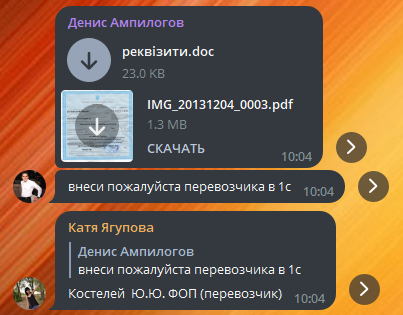 Денис Ампилогов
реквізити.doc
23.0 KB
IMG_20131204_0003.pdf
1.3 MB
СКАЧАТЬ
10:04
внеси пожалуйста перевозчика в 1с
10:04
Катя Ягупова
Денис Ампилогов
внеси пожалуйста перевозчика в 1с
Костелей Ю.Ю. ФОП (перевозчик)
10:04